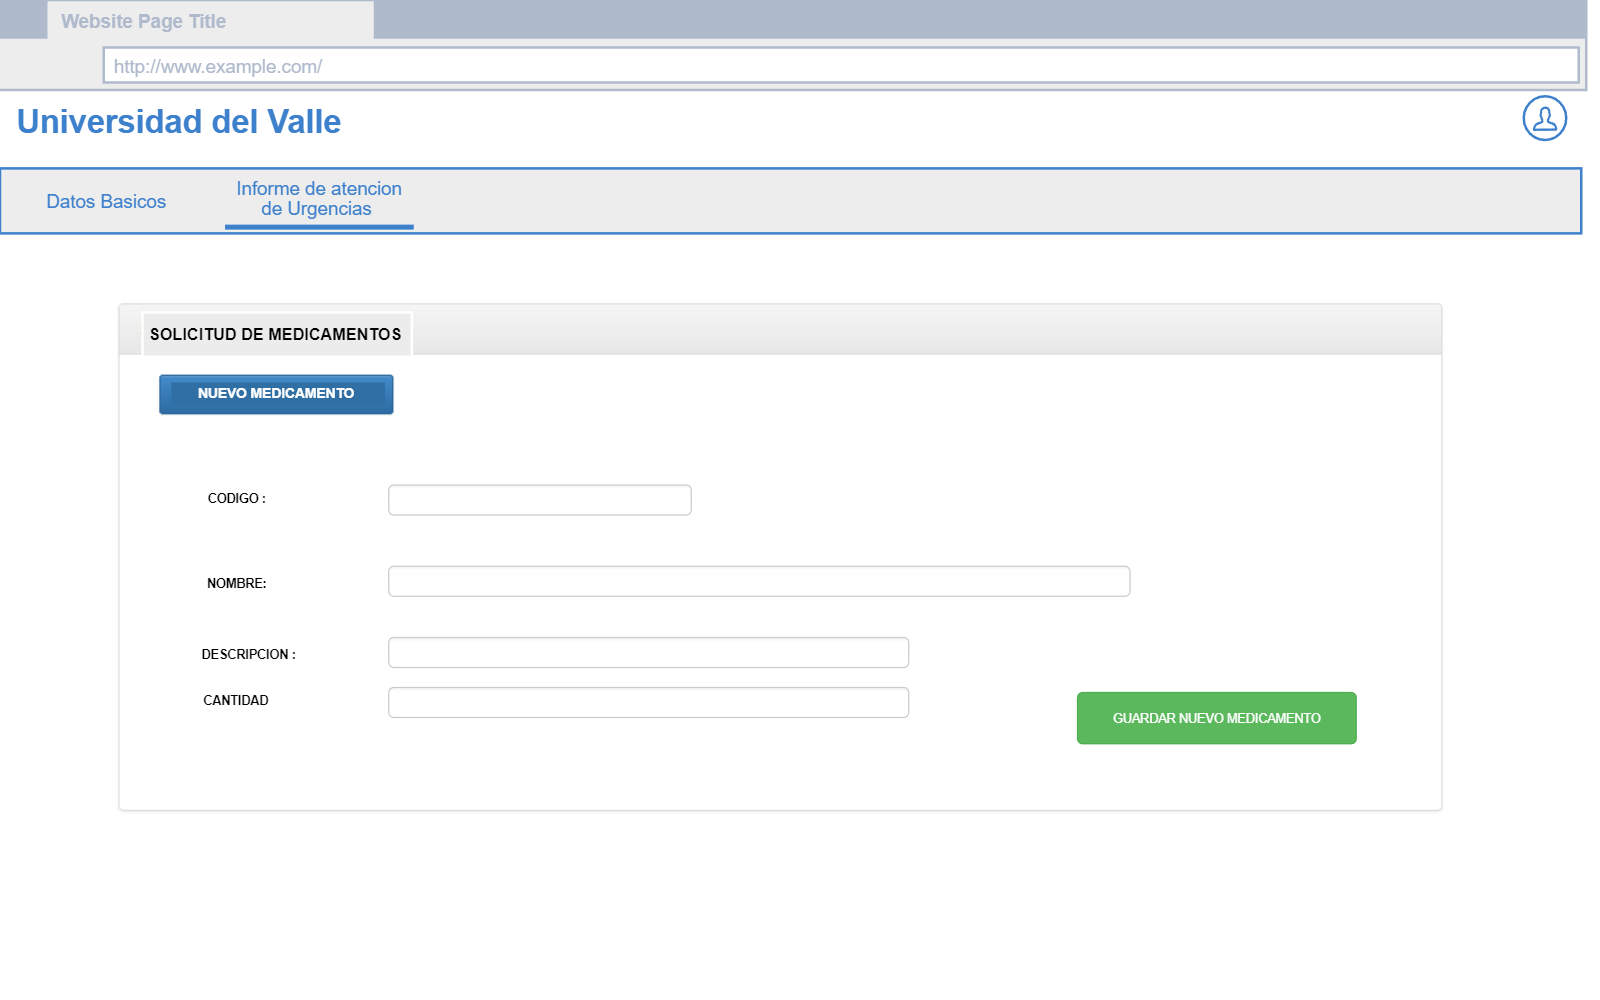 Website Page Title
http://www.example.com/
Universidad del Valle
Datos Basicos
Informe de atencion
de Urgencias
SOLICITUD DE MEDICAMENTOS
NUEVO MEDICAMENTO
CODIGO :
NOMBRE:
DESCRIPCION :
CANTIDAD
GUARDAR NUEVO MEDICAMENTO